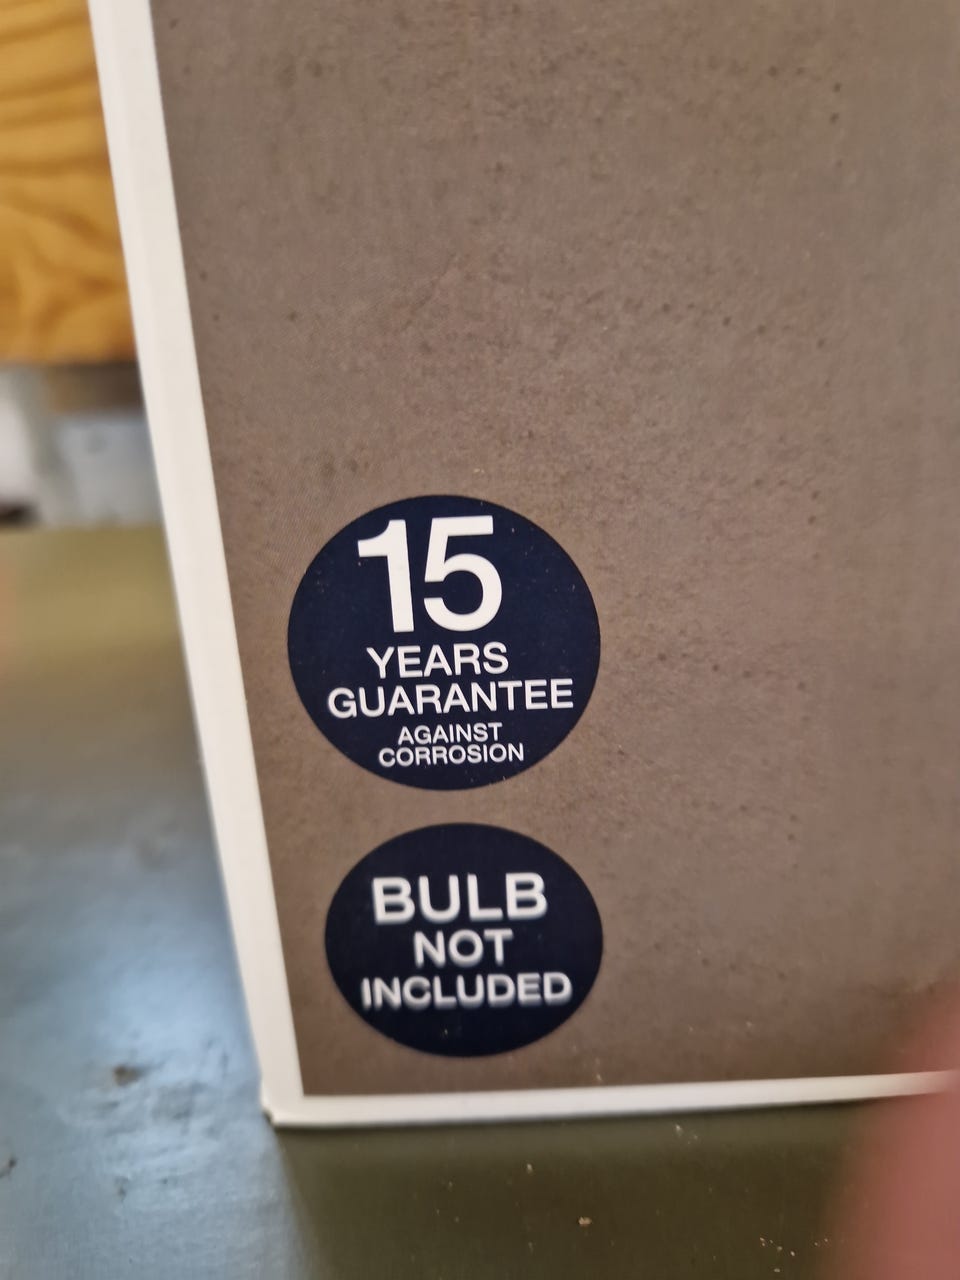 15
YEARS
GUARANTEE
AGAINST
CORROSION
BULB
NOT
INCLUDED